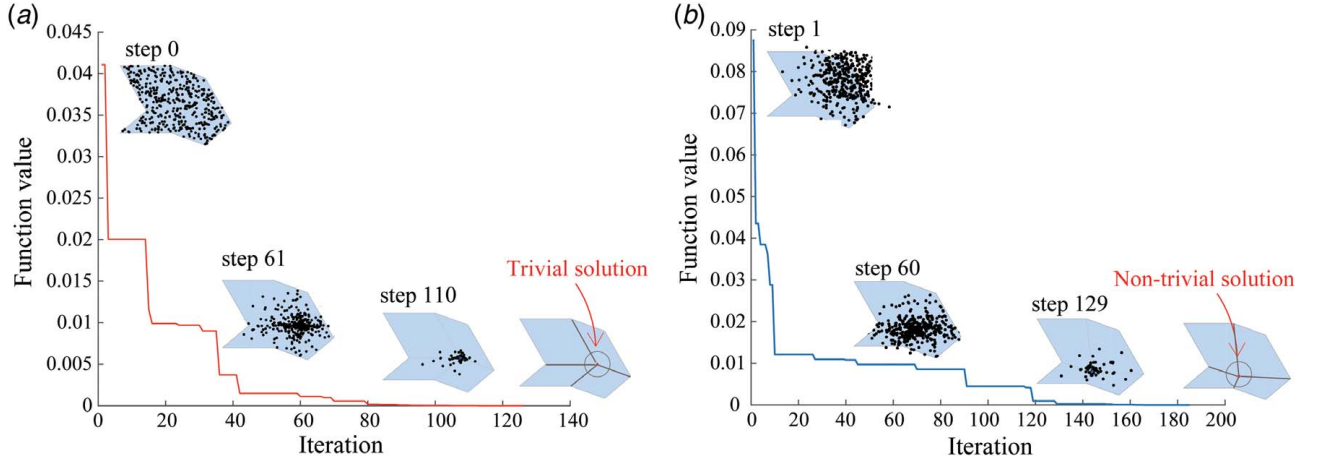 (a)
0.045
0.04
0.035
0.03
0.025
0.02
0.015
0.01
0.005
0
Function value
step 0
step 61
step 110
Trivial solution
0 20 40 60 80 100 120 140
Iteration
(b)
0.09
0.08
0.07
0.06
0.05
0.04
0.03
0.02
0.01
0
Function value
step 1
step 60
step 129
Non-trivial solution
0 20 40 60 80 100 120 140 160 180 200
Iteration